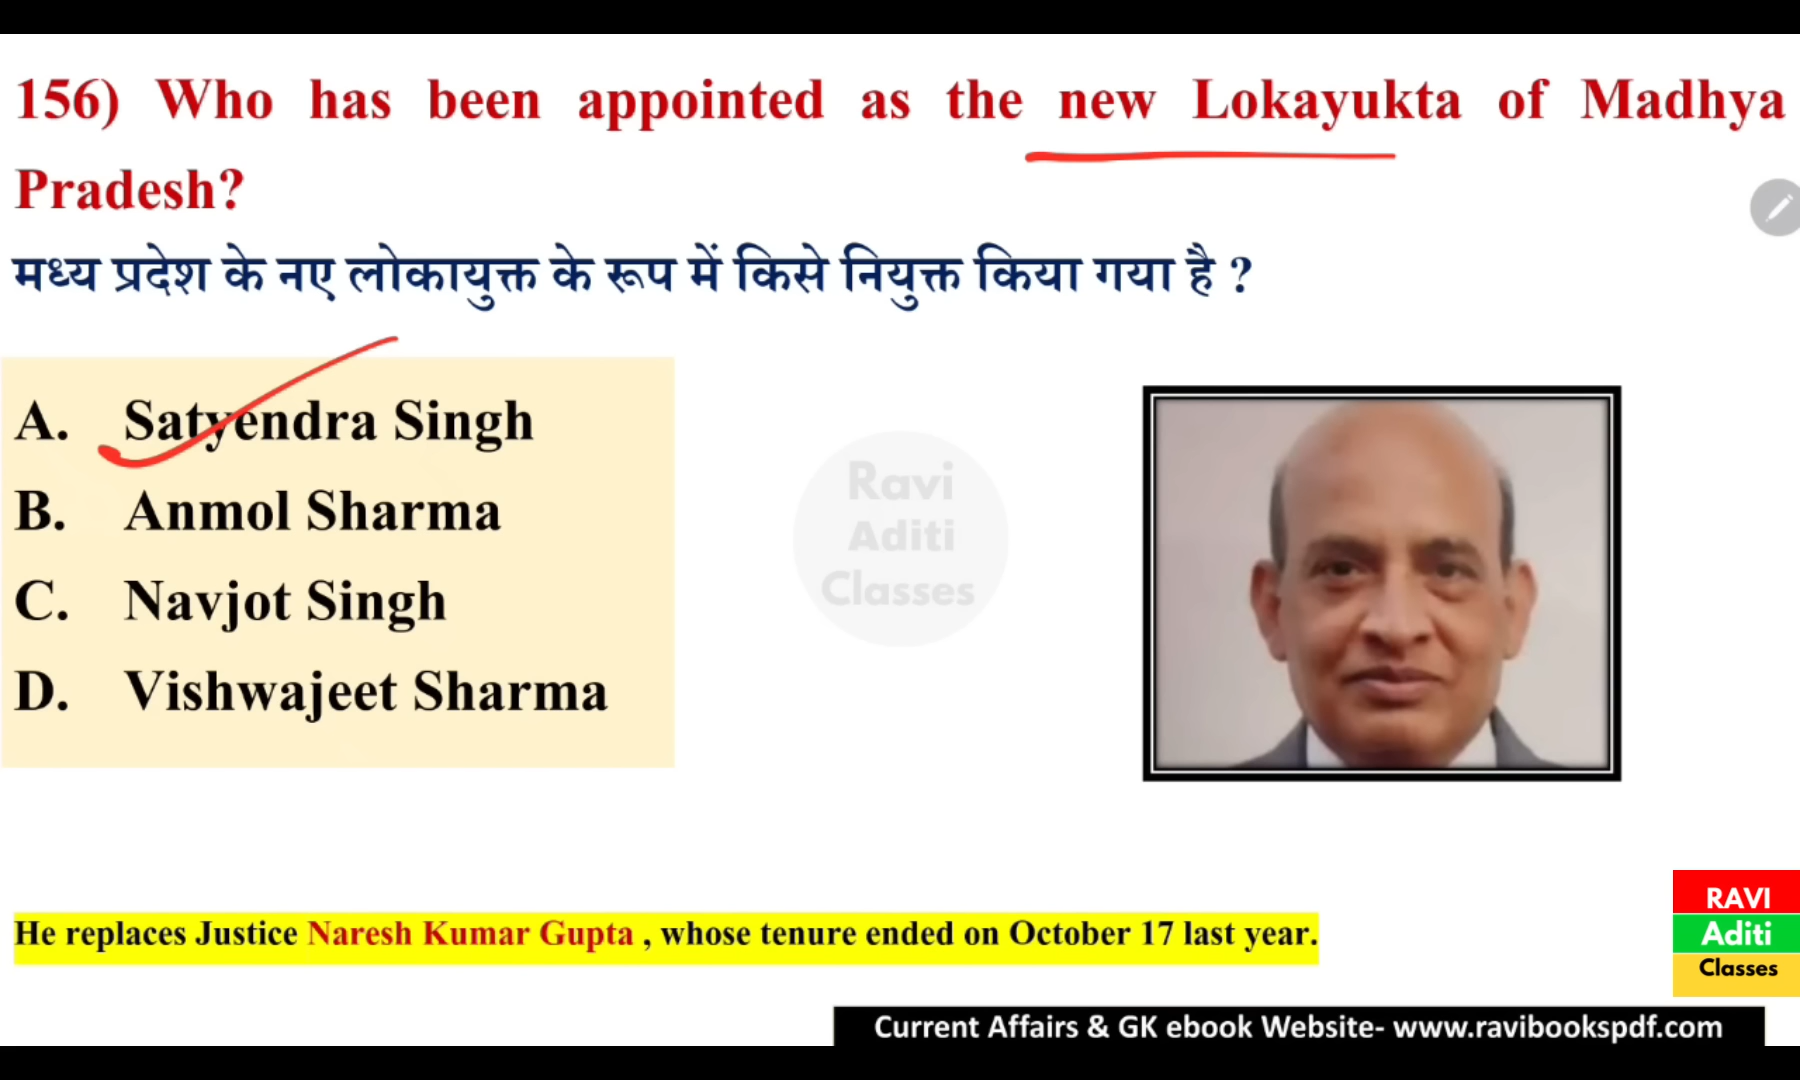 156) Who has been appointed as the new Lokayukta of Madhya
Pradesh?
मध्य प्रदेश के नए लोकायुक्त के रूप में किसे नियुक्त किया गया है ?
A. Satyendra Singh
B. Anmol Sharma
C. Navjot Singh
D. Vishwajeet Sharma
Ravi
Aditi
Classes
He replaces Justice Naresh Kumar Gupta , whose tenure ended on October 17 last year.
RAVI
Aditi
Classes
Current Affairs & GK ebook Website- www.ravibookspdf.com